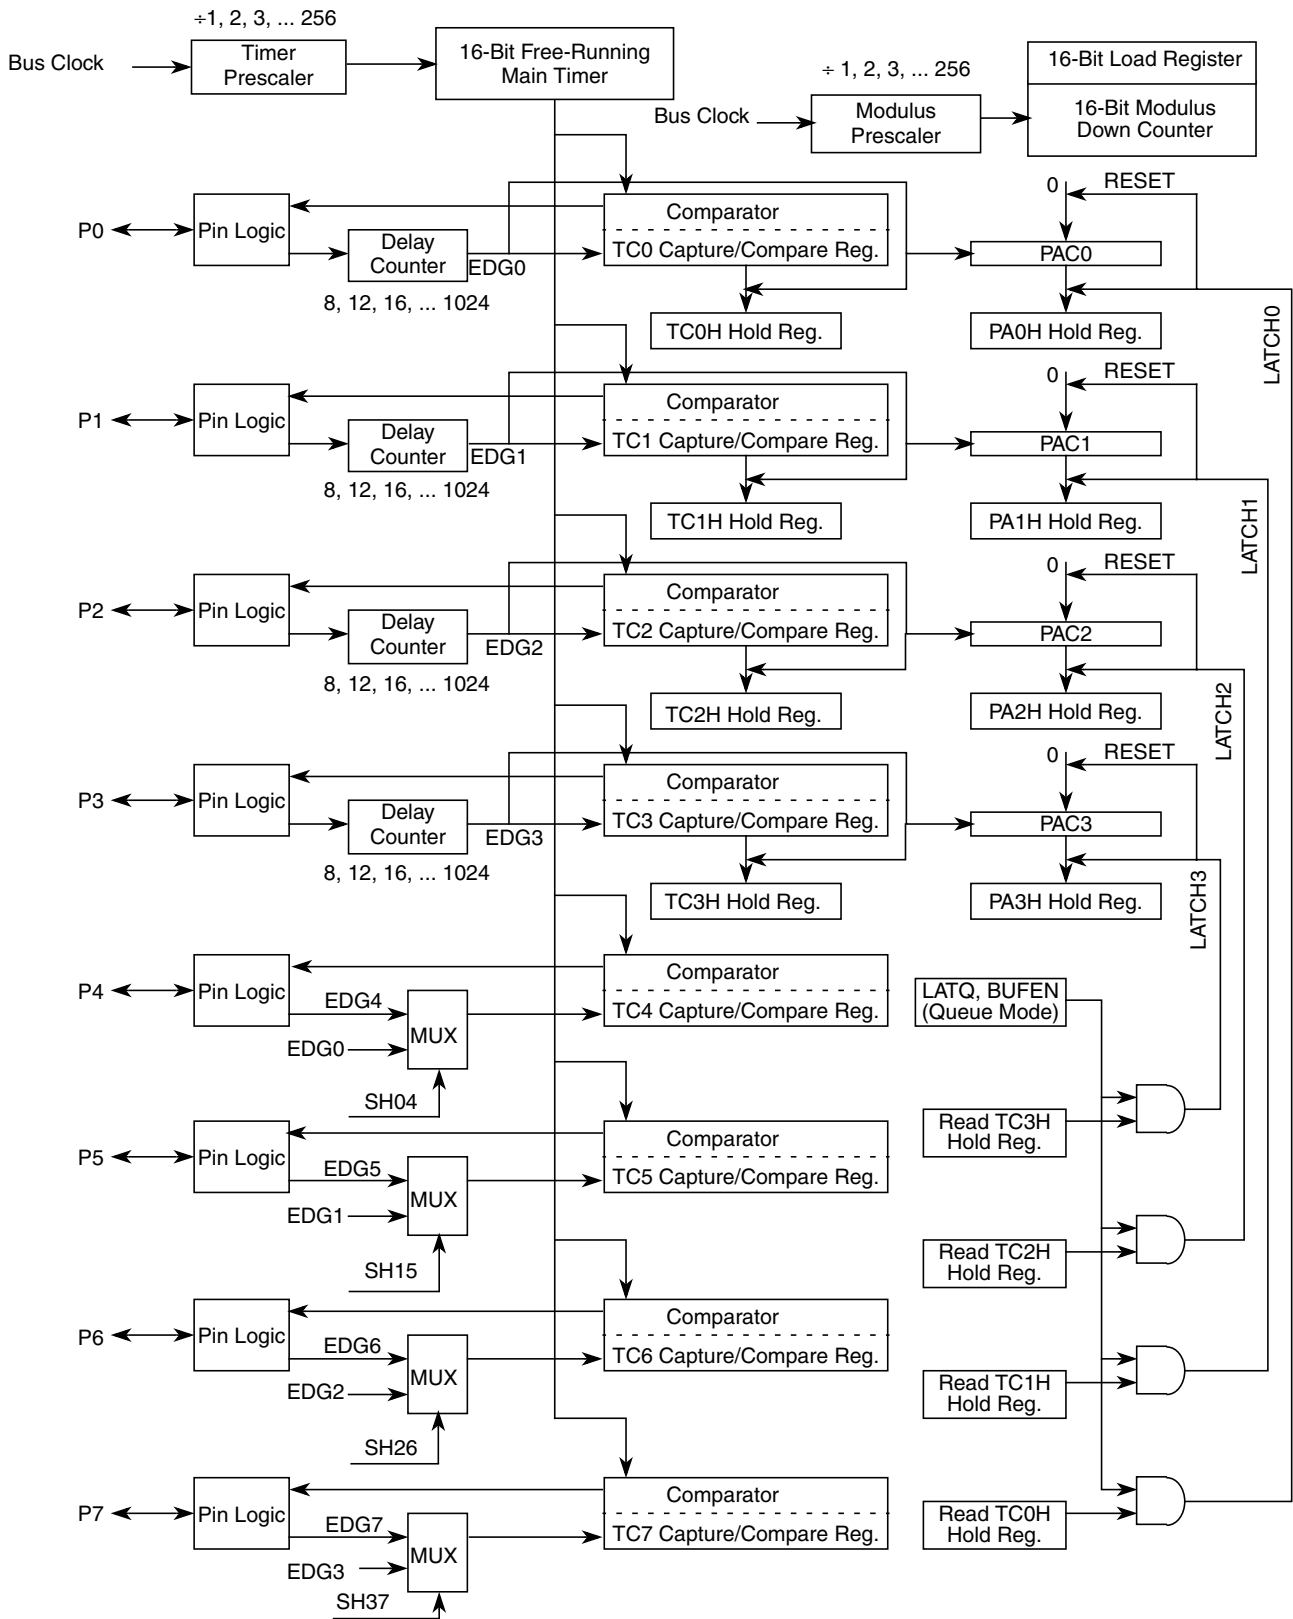 ÷1, 2, 3, ... 256
Bus Clock
Timer
Prescaler
16-Bit Free-Running
Main Timer
÷ 1, 2, 3, ... 256
Bus Clock
Modulus
Prescaler
16-Bit Load Register
16-Bit Modulus
Down Counter
P0
Pin Logic
Delay
Counter
8, 12, 16, ... 1024
EDG0
Comparator
TC0 Capture/Compare Reg.
TC0H Hold Reg.
0
RESET
PAC0
PA0H Hold Reg.
LATCH0
P1
Pin Logic
Delay
Counter
8, 12, 16, ... 1024
EDG1
Comparator
TC1 Capture/Compare Reg.
TC1H Hold Reg.
0
RESET
PAC1
PA1H Hold Reg.
LATCH1
P2
Pin Logic
Delay
Counter
8, 12, 16, ... 1024
EDG2
Comparator
TC2 Capture/Compare Reg.
TC2H Hold Reg.
0
RESET
PAC2
PA2H Hold Reg.
LATCH2
P3
Pin Logic
Delay
Counter
8, 12, 16, ... 1024
EDG3
Comparator
TC3 Capture/Compare Reg.
TC3H Hold Reg.
0
RESET
PAC3
PA3H Hold Reg.
LATCH3
P4
Pin Logic
EDG4
EDG0
MUX
SH04
Comparator
TC4 Capture/Compare Reg.
LATQ, BUFEN
(Queue Mode)
Read TC3H
Hold Reg.
P5
Pin Logic
EDG5
EDG1
MUX
SH15
Comparator
TC5 Capture/Compare Reg.
Read TC2H
Hold Reg.
P6
Pin Logic
EDG6
EDG2
MUX
SH26
Comparator
TC6 Capture/Compare Reg.
Read TC1H
Hold Reg.
P7
Pin Logic
EDG7
EDG3
MUX
SH37
Comparator
TC7 Capture/Compare Reg.
Read TC0H
Hold Reg.